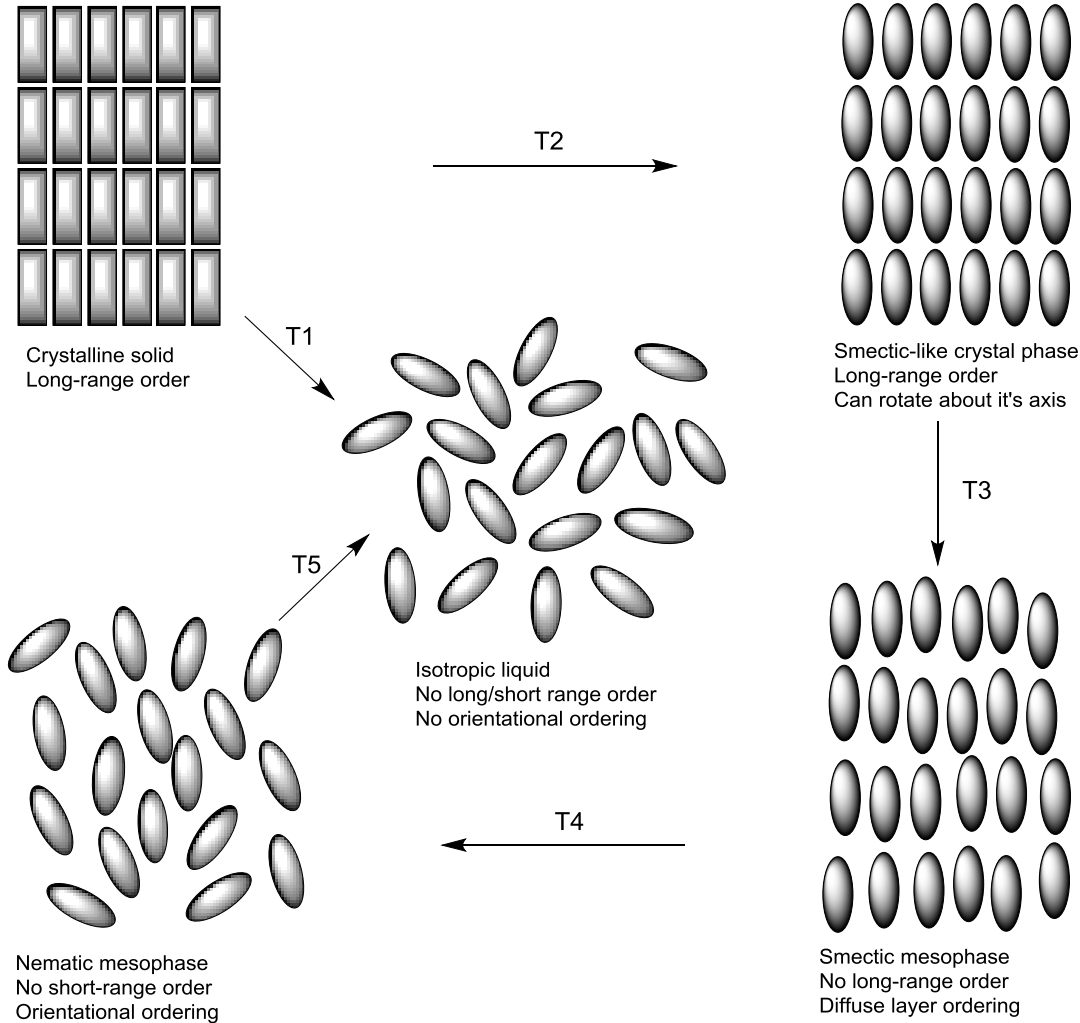 T2
Crystalline solid
Long-range order
T1
Smectic-like crystal phase
Long-range order
Can rotate about it's axis
T3
T5
Isotropic liquid
No long/short range order
No orientational ordering
T4
Nematic mesophase
No short-range order
Orientational ordering
Smectic mesophase
No long-range order
Diffuse layer ordering